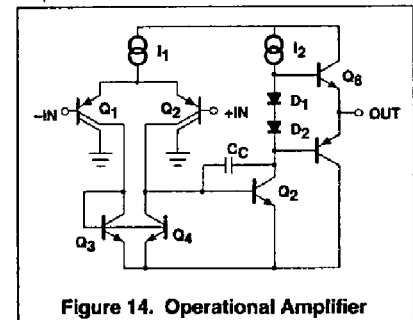 I1
I2
Q6
−IN
Q1
Q2
+IN
D1
D2
OUT
CC
Q2
Q3
Q4
Figure 14. Operational Amplifier